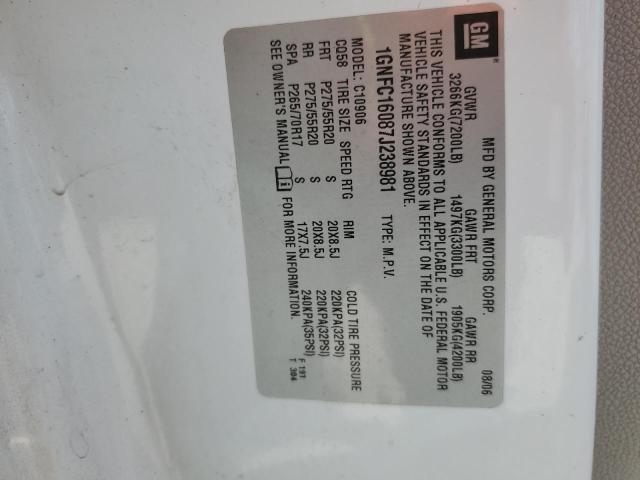 GM
MFD BY GENERAL MOTORS CORP. 08/06
GVWR GAWR FRT GAWR RR
3266KG(7200LB) 1497KG(3300LB) 1905KG(4200LB)
THIS VEHICLE CONFORMS TO ALL APPLICABLE U.S. FEDERAL MOTOR
VEHICLE SAFETY STANDARDS IN EFFECT ON THE DATE OF
MANUFACTURE SHOWN ABOVE.
1GNFC16087J238981 TYPE: M.P.V.
MODEL: C10906
CQ58 TIRE SIZE SPEED RTG RIM COLD TIRE PRESSURE
FRT P275/55R20 S 20X8.5J 220KPA(32PSI)
RR P275/55R20 S 20X8.5J 220KPA(32PSI)
SPA P265/70R17 S 17X7.5J 240KPA(35PSI)
SEE OWNER'S MANUAL FOR MORE INFORMATION.
F 19T
T 304